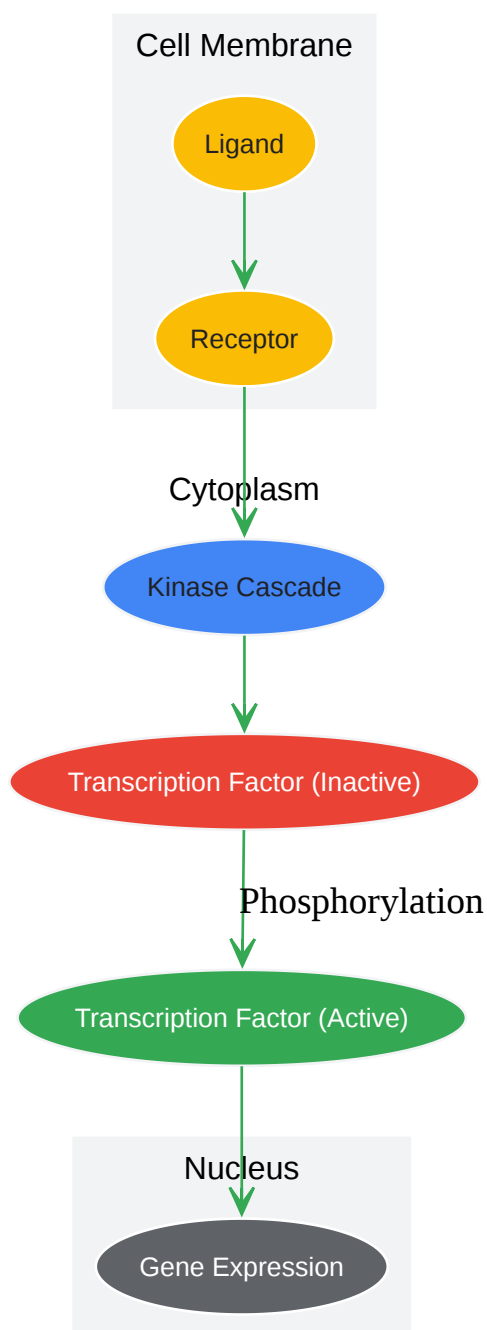 Cell Membrane
Ligand
Receptor
Cytoplasm
Kinase Cascade
Transcription Factor (Inactive)
Phosphorylation
Transcription Factor (Active)
Nucleus
Gene Expression